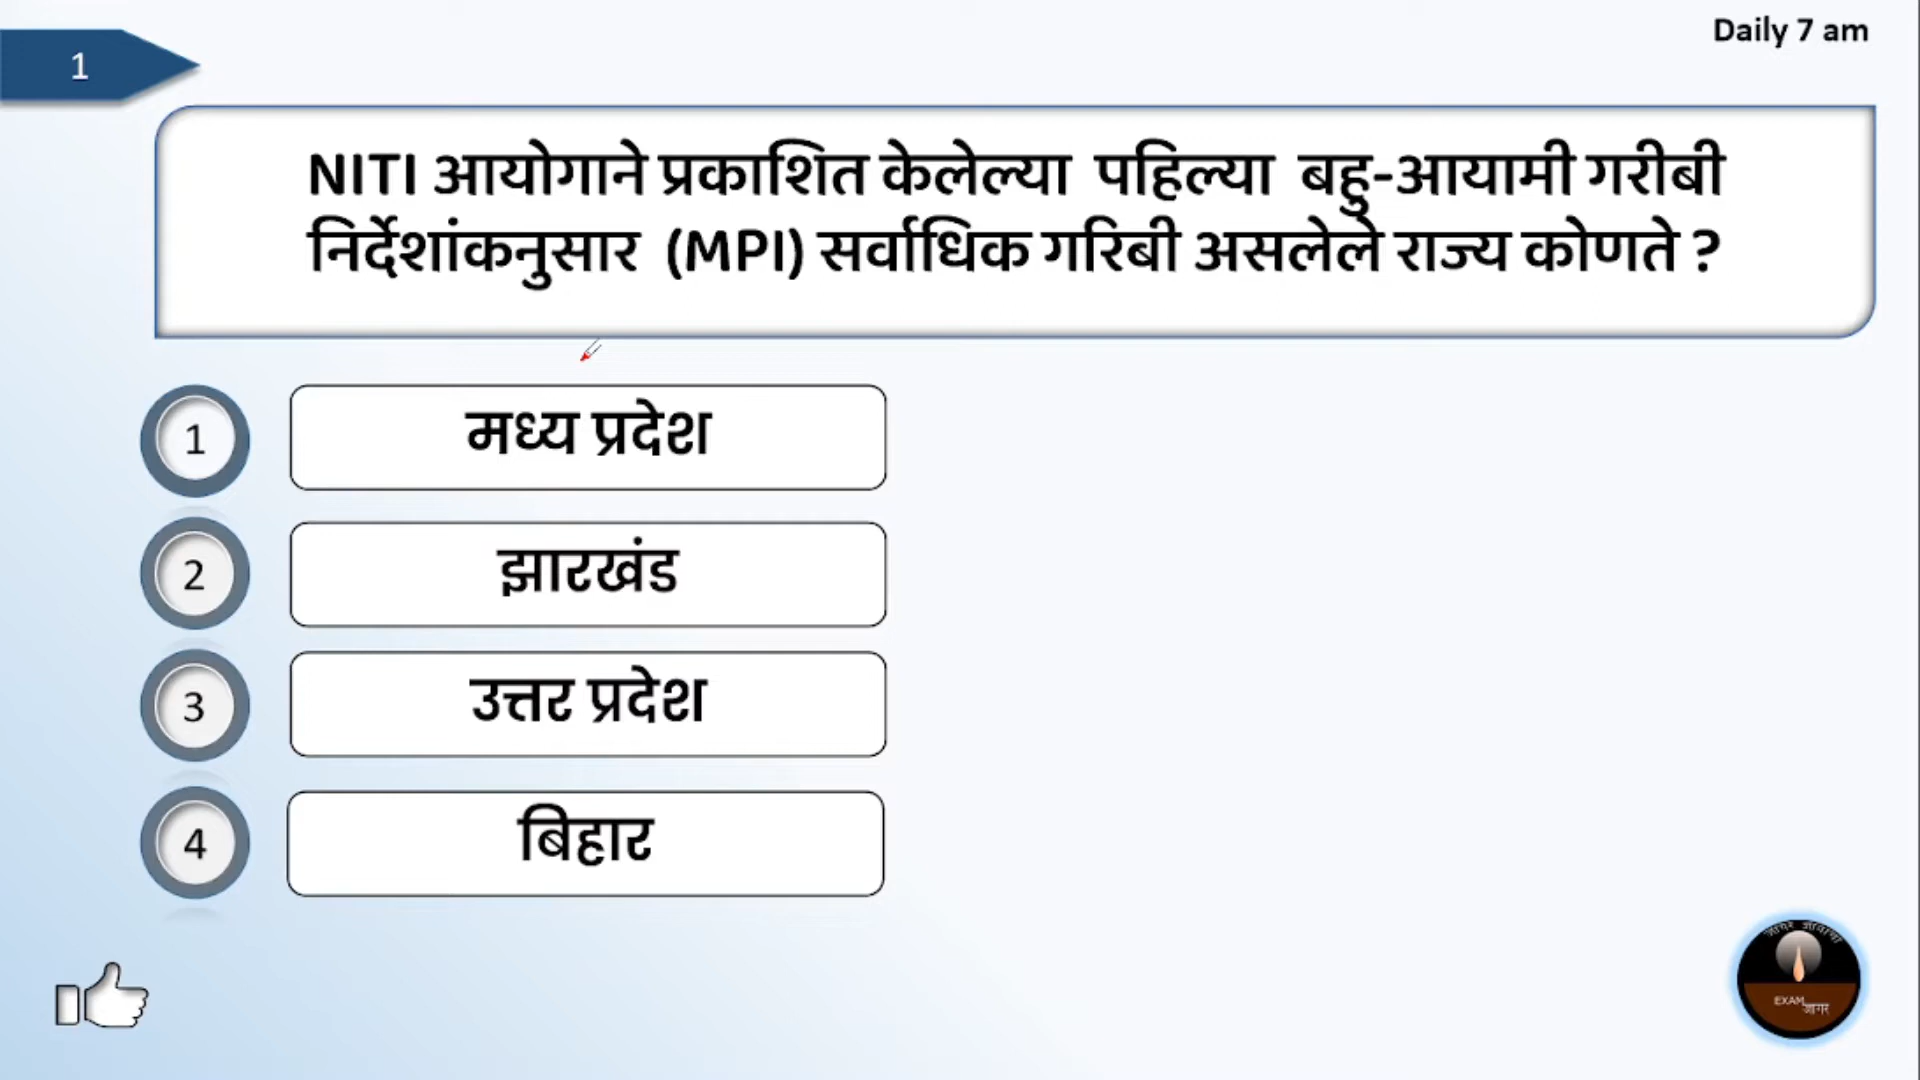 Daily 7 am
1
NITI आयोगाने प्रकाशित केलेल्या पहिल्या बहु-आयामी गरीबी
निर्देशांकनुसार (MPI) सर्वाधिक गरिबी असलेले राज्य कोणते ?
1 मध्य प्रदेश
2 झारखंड
3 उत्तर प्रदेश
4 बिहार
EXAM
जागर